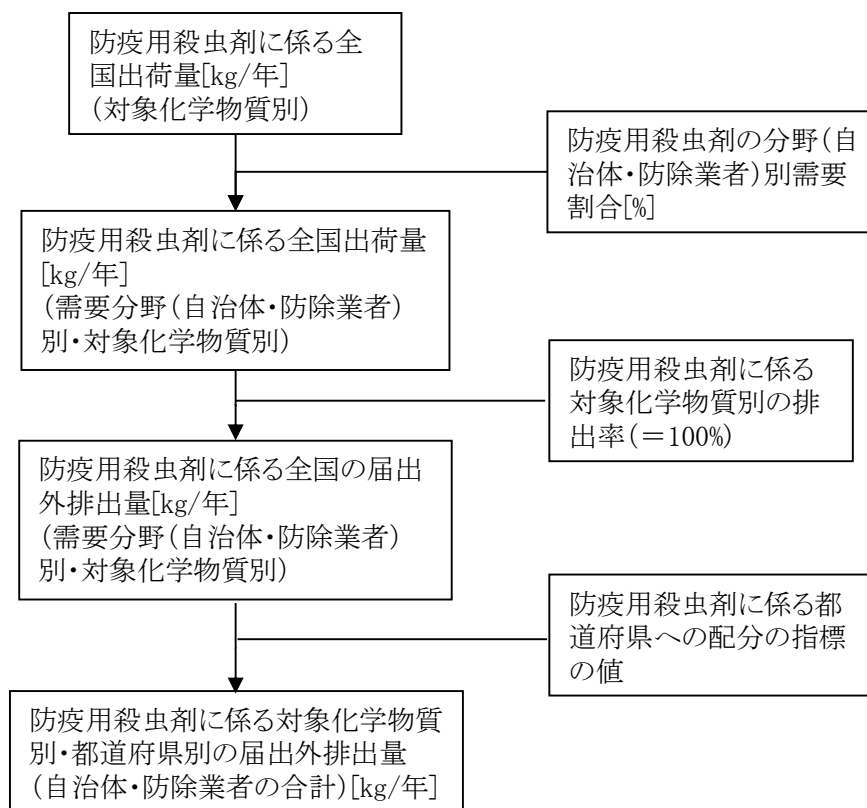 防疫用殺虫剤に係る全
国出荷量[kg/年]
(対象化学物質別)
防疫用殺虫剤の分野(自
治体・防除業者)別需要
割合[%]
防疫用殺虫剤に係る全国出荷量
[kg/年]
(需要分野(自治体・防除業者)
別・対象化学物質別)
防疫用殺虫剤に係る
対象化学物質別の排
出率(=100%)
防疫用殺虫剤に係る全国の届出
外排出量[kg/年]
(需要分野(自治体・防除業者)
別・対象化学物質別)
防疫用殺虫剤に係る都
道府県への配分の指標
の値
防疫用殺虫剤に係る対象化学物質
別・都道府県別の届出外排出量
(自治体・防除業者の合計)[kg/年]